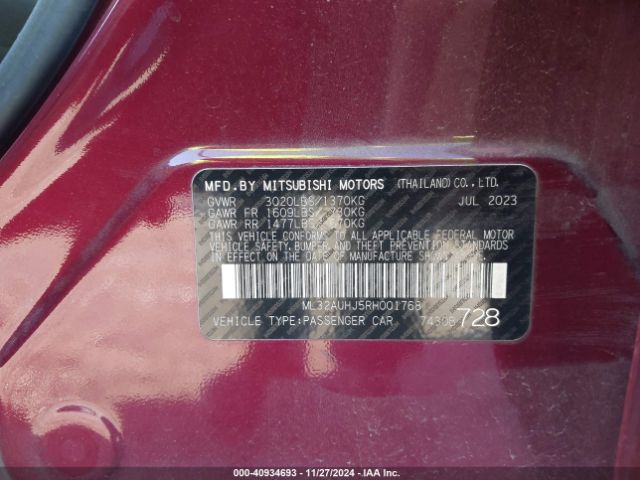 MFD. BY MITSUBISHI MOTORS (THAILAND) CO., LTD.
GVWR 3020LBS/1370KG JUL 2023
GAWR FR 1609LBS/730KG
GAWR RR 1477LBS/670KG
THIS VEHICLE CONFORMS TO ALL APPLICABLE FEDERAL MOTOR
VEHICLE SAFETY, BUMPER AND THEFT PREVENTION STANDARDS
IN EFFECT ON THE DATE OF MANUFACTURE SHOWN ABOVE.
ML32AUHJ5RH001768
VEHICLE TYPE: PASSENGER CAR 728
000-40934693 - 11/27/2024 - IAA Inc.